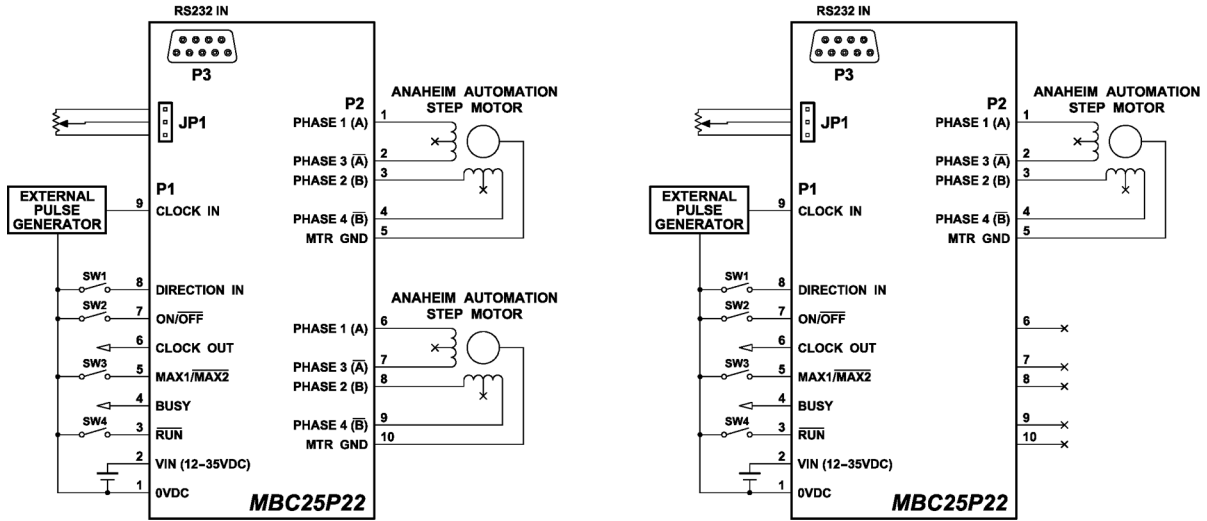 RS232 IN
P3
JP1
P2
ANAHEIM AUTOMATION
STEP MOTOR
1
PHASE 1 (A)
2
PHASE 3 (A̅)
3
PHASE 2 (B)
4
PHASE 4 (B̅)
5
MTR GND
P1
EXTERNAL
PULSE
GENERATOR
9 CLOCK IN
SW1
8 DIRECTION IN
SW2
7 ON/O̅F̅F̅
6 CLOCK OUT
SW3
5 MAX1/M̅A̅X̅2̅
4 BUSY
SW4
3 R̅U̅N̅
2 VIN (12-35VDC)
1 0VDC
ANAHEIM AUTOMATION
STEP MOTOR
6
PHASE 1 (A)
7
PHASE 3 (A̅)
8
PHASE 2 (B)
9
PHASE 4 (B̅)
10
MTR GND
MBC25P22
RS232 IN
P3
JP1
P2
ANAHEIM AUTOMATION
STEP MOTOR
1
PHASE 1 (A)
2
PHASE 3 (A̅)
3
PHASE 2 (B)
4
PHASE 4 (B̅)
5
MTR GND
P1
EXTERNAL
PULSE
GENERATOR
9 CLOCK IN
SW1
8 DIRECTION IN
SW2
7 ON/O̅F̅F̅
6 CLOCK OUT
SW3
5 MAX1/M̅A̅X̅2̅
4 BUSY
SW4
3 R̅U̅N̅
2 VIN (12-35VDC)
1 0VDC
6
7
8
9
10
MBC25P22